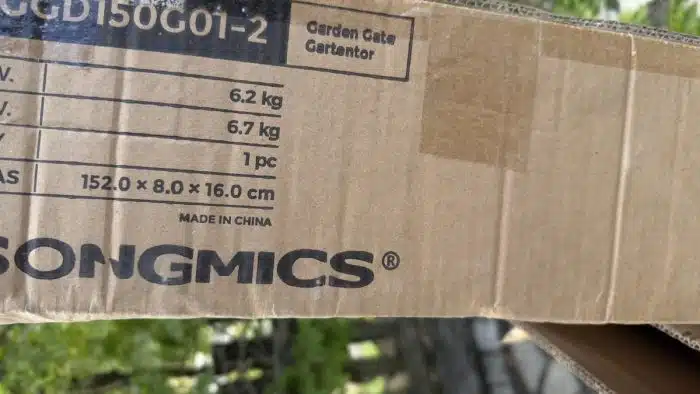 GGD150G01-2
Garden Gate
Gartentor
W. 6.2 kg
W. 6.7 kg
Y 1 pc
AS 152.0 × 8.0 × 16.0 cm
MADE IN CHINA
SONGMICS®